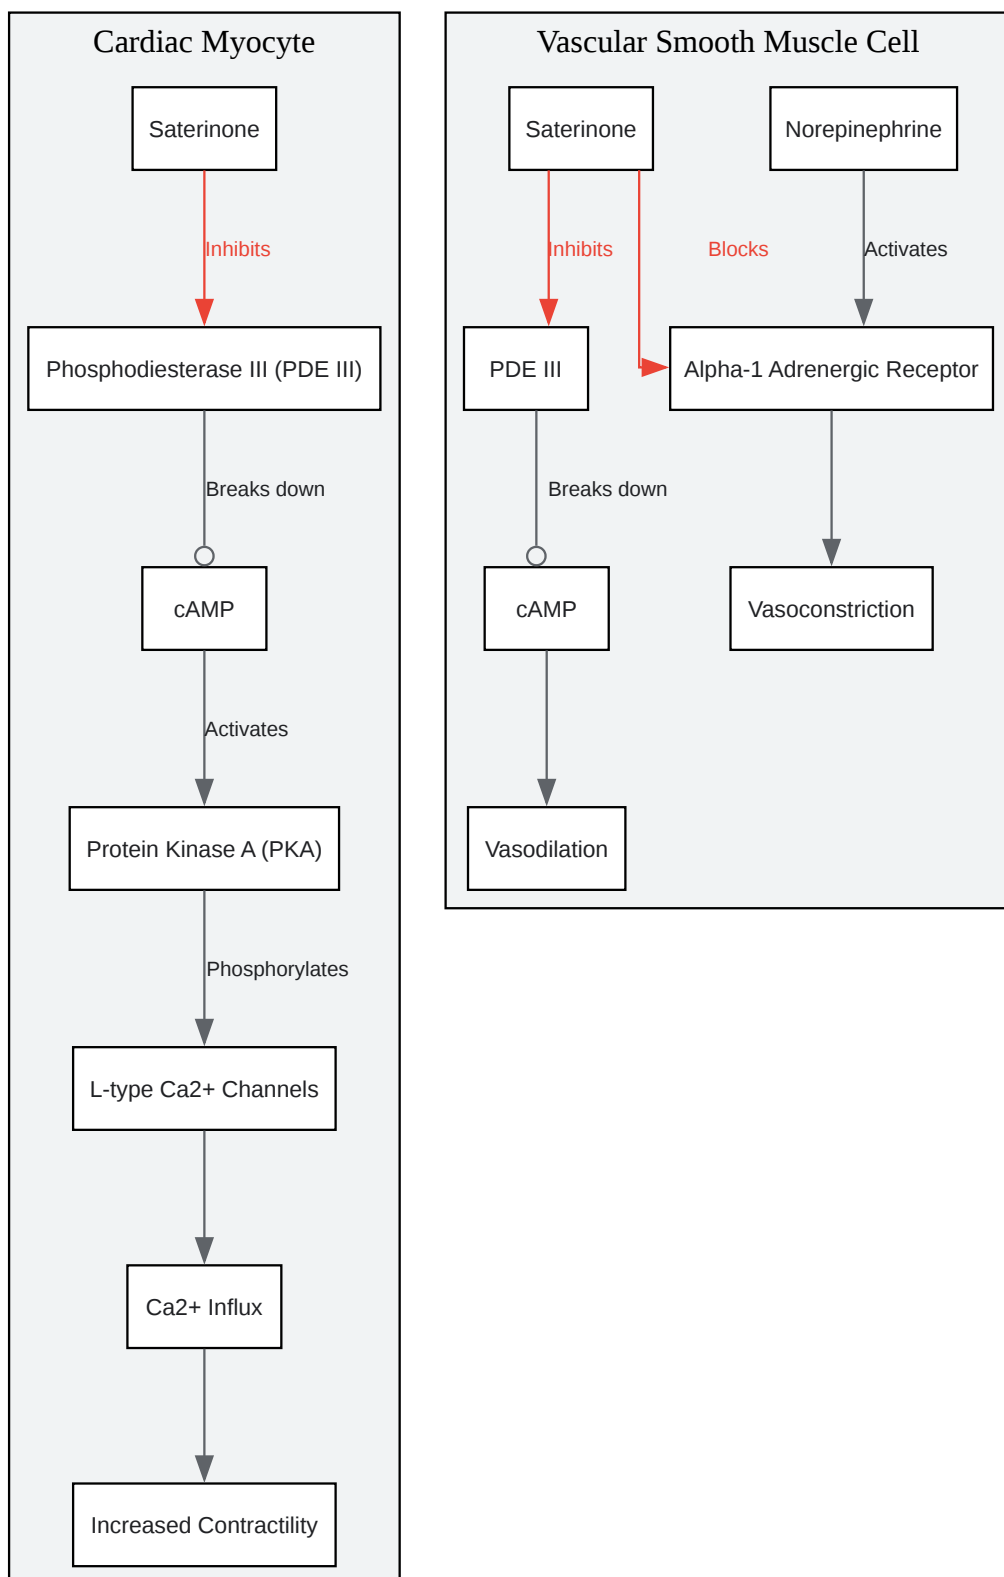 Cardiac Myocyte
Saterinone
Inhibits
Phosphodiesterase III (PDE III)
Breaks down
cAMP
Activates
Protein Kinase A (PKA)
Phosphorylates
L-type Ca2+ Channels
Ca2+ Influx
Increased Contractility
Vascular Smooth Muscle Cell
Saterinone
Norepinephrine
Inhibits
Blocks
Activates
PDE III
Alpha-1 Adrenergic Receptor
Breaks down
cAMP
Vasoconstriction
Vasodilation